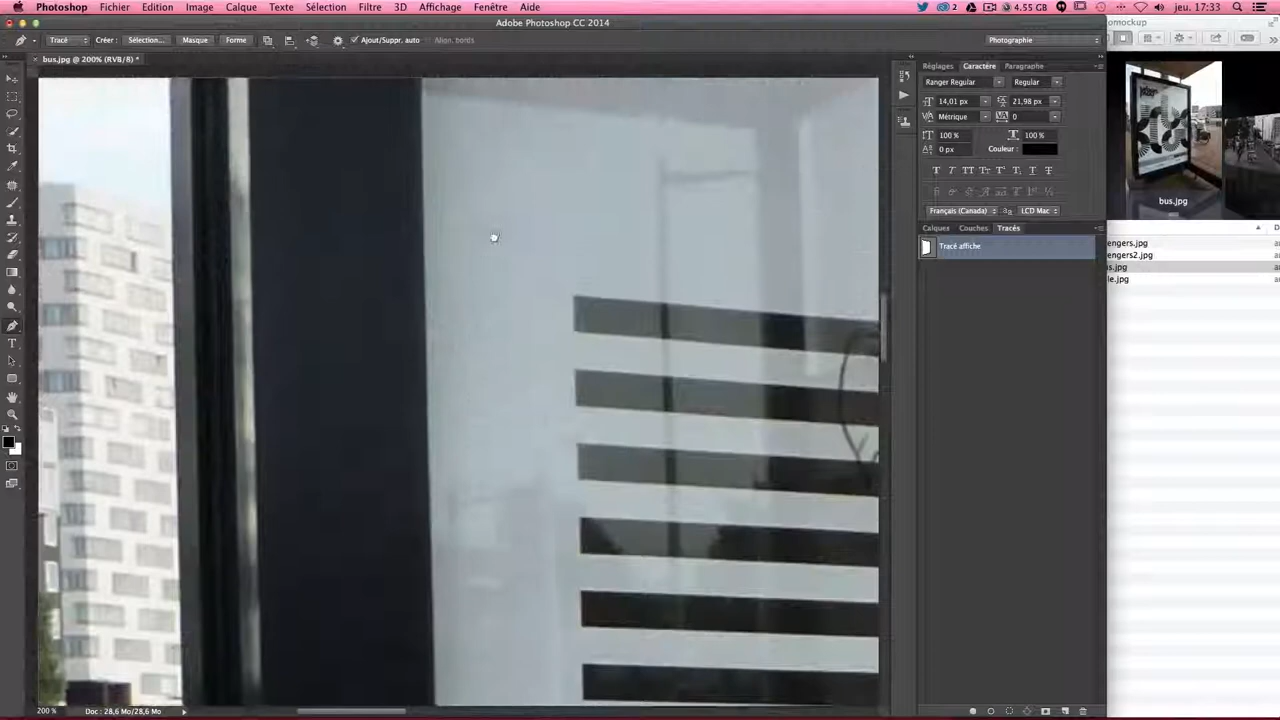 Photoshop Fichier Edition Image Calque Texte Sélection Filtre 3D Affichage Fenêtre Aide 2 4.55 GB jeu. 17:33
Adobe Photoshop CC 2014
omockup
Tracé Créer : Sélection... Masque Forme Ajout/Suppr. auto Align. bords Photographie
× bus.jpg @ 200% (RVB/8) *
Réglages Caractère Paragraphe
Ranger Regular Regular
14,01 px 21,98 px
Métrique 0
100 % 100 %
0 px Couleur :
Français (Canada) LCD Mac
bus.jpg
Calques Couches Tracés
Tracé affiche
engers.jpg
engers2.jpg
s.jpg
le.jpg
200 % Doc : 28,6 Mo/28,6 Mo